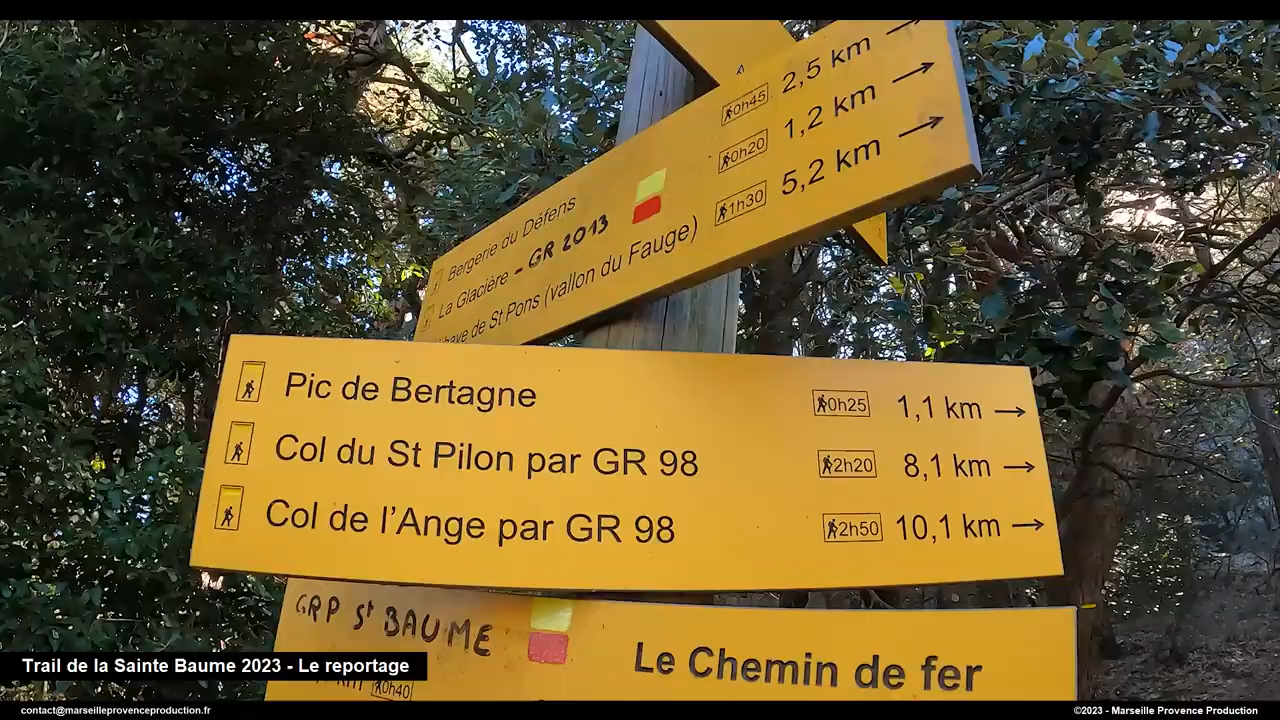 0h45 2,5 km →
Bergerie du Défens 0h20 1,2 km →
La Glacière - GR 2013 1h30 5,2 km →
de St Pons (vallon du Fauge)
Pic de Bertagne 0h25 1,1 km →
Col du St Pilon par GR 98 2h20 8,1 km →
Col de l'Ange par GR 98 2h50 10,1 km →
GRP St BAUME
Le Chemin de fer
km 0h40
Trail de la Sainte Baume 2023 - Le reportage
contact@marseilleprovenceproduction.fr
©2023 - Marseille Provence Production